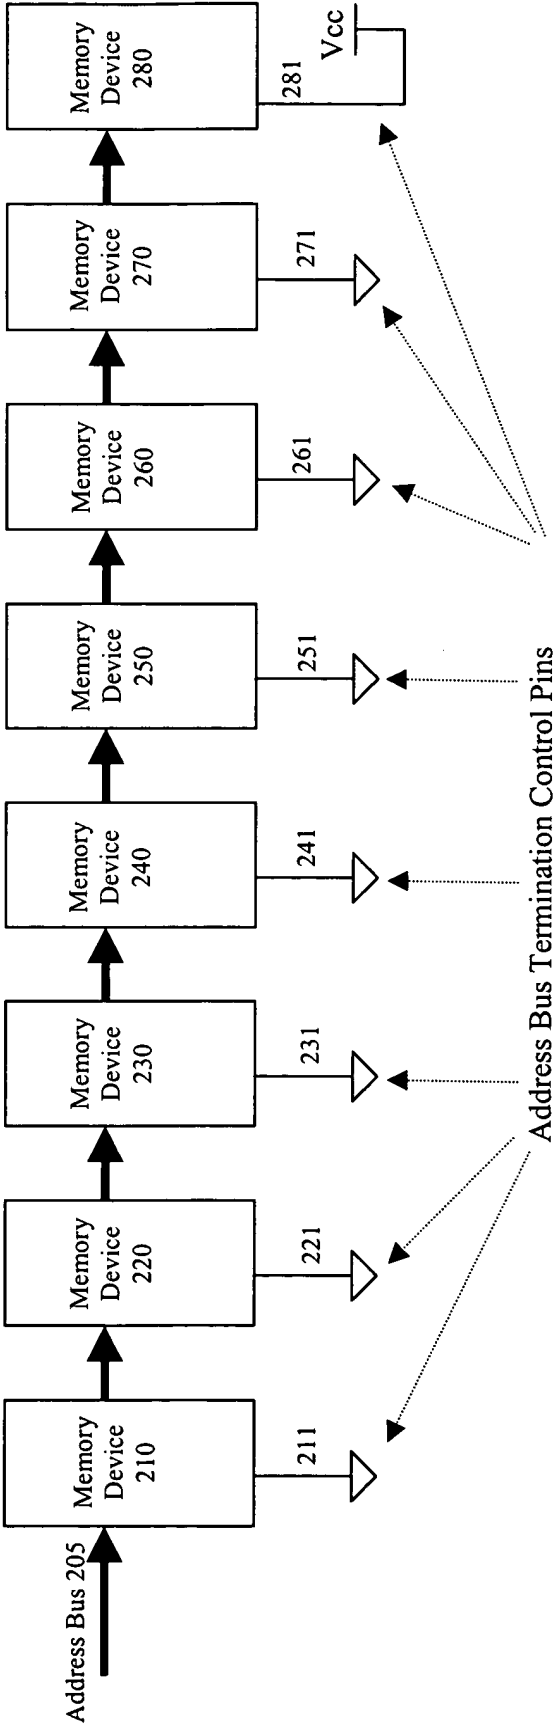 Address Bus 205
Memory
Device
210
Memory
Device
220
Memory
Device
230
Memory
Device
240
Memory
Device
250
Memory
Device
260
Memory
Device
270
Memory
Device
280
211
221
231
241
251
261
271
281
Vcc
Address Bus Termination Control Pins